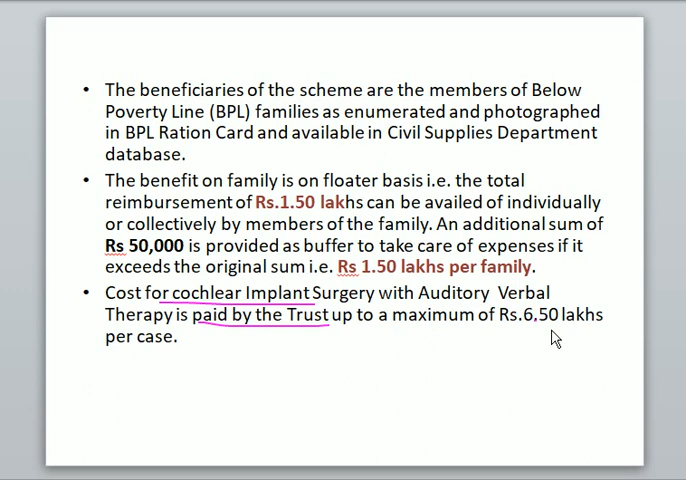 • The beneficiaries of the scheme are the members of Below
Poverty Line (BPL) families as enumerated and photographed
in BPL Ration Card and available in Civil Supplies Department
database.
• The benefit on family is on floater basis i.e. the total
reimbursement of Rs.1.50 lakhs can be availed of individually
or collectively by members of the family. An additional sum of
Rs 50,000 is provided as buffer to take care of expenses if it
exceeds the original sum i.e. Rs 1.50 lakhs per family.
• Cost for cochlear Implant Surgery with Auditory Verbal
Therapy is paid by the Trust up to a maximum of Rs.6.50 lakhs
per case.